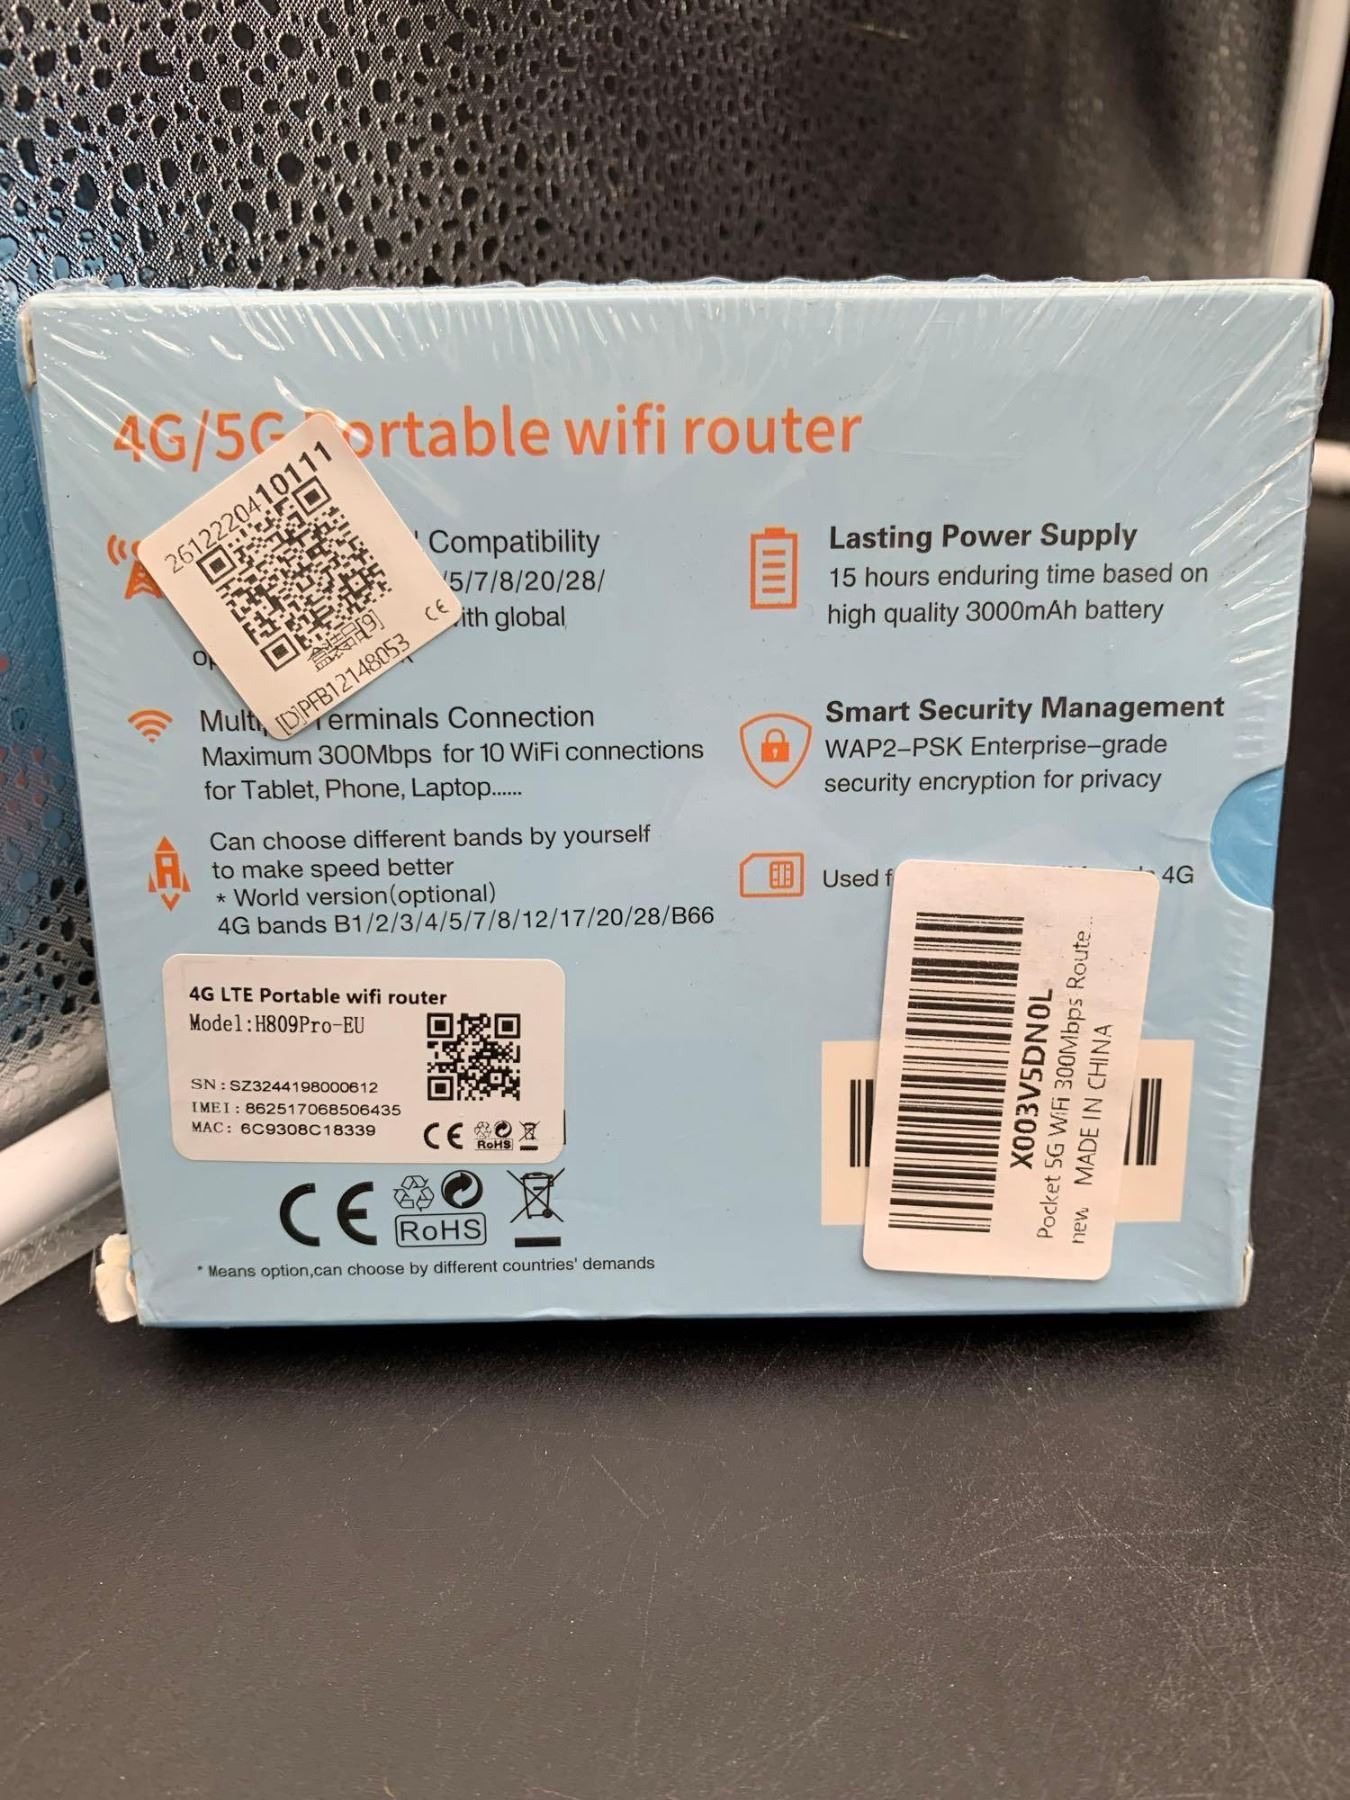 4G/5G Portable wifi router
26122220410111
[D]PFB12148053
CE
Compatibility
/5/7/8/20/28/
with global
Lasting Power Supply
15 hours enduring time based on
high quality 3000mAh battery
Terminals Connection
Maximum 300Mbps for 10 WiFi connections
for Tablet, Phone, Laptop......
Smart Security Management
WAP2-PSK Enterprise-grade
security encryption for privacy
Can choose different bands by yourself
to make speed better
* World version(optional)
4G bands B1/2/3/4/5/7/8/12/17/20/28/B66
Used
4G
4G LTE Portable wifi router
Model:H809Pro-EU
SN:SZ3244198000612
IMEI:862517068506435
MAC: 6C9308C18339
CE
RoHS
CE
RoHS
* Means option,can choose by different countries' demands
X003V5DN0L
Pocket 5G WiFi 300Mbps Route...
new MADE IN CHINA